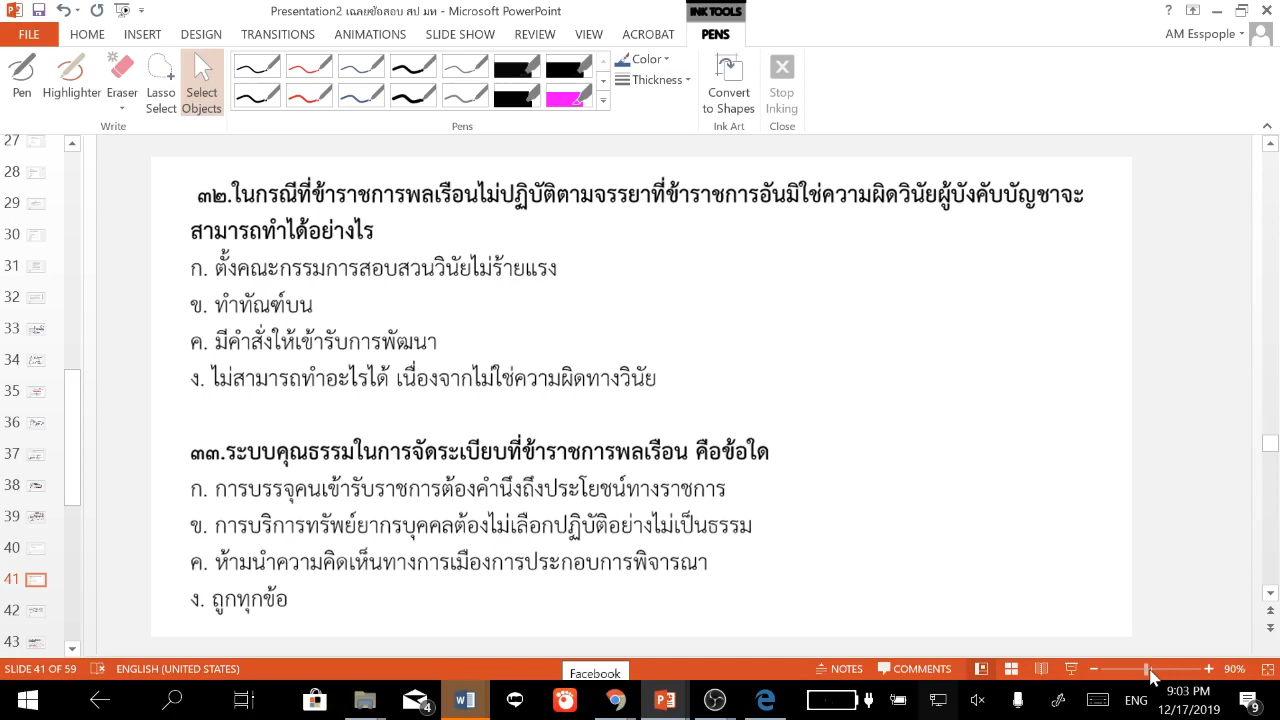 Presentation2 เฉลยข้อสอบ สป มท - Microsoft PowerPoint
INK TOOLS
FILE HOME INSERT DESIGN TRANSITIONS ANIMATIONS SLIDE SHOW REVIEW VIEW ACROBAT PENS AM Esspople
Pen Highlighter Eraser Lasso Select Select Objects
Color
Thickness
Convert to Shapes
Stop Inking
Write Pens Ink Art Close
27
28
29
30
31
32
33
34
35
36
37
38
39
40
41
42
43
๓๒.ในกรณีที่ข้าราชการพลเรือนไม่ปฏิบัติตามจรรยาที่ข้าราชการอันมิใช่ความผิดวินัยผู้บังคับบัญชาจะ
สามารถทำได้อย่างไร
ก. ตั้งคณะกรรมการสอบสวนวินัยไม่ร้ายแรง
ข. ทำทัณฑ์บน
ค. มีคำสั่งให้เข้ารับการพัฒนา
ง. ไม่สามารถทำอะไรได้ เนื่องจากไม่ใช่ความผิดทางวินัย
๓๓.ระบบคุณธรรมในการจัดระเบียบที่ข้าราชการพลเรือน คือข้อใด
ก. การบรรจุคนเข้ารับราชการต้องคำนึงถึงประโยชน์ทางราชการ
ข. การบริการทรัพย์ยากรบุคคลต้องไม่เลือกปฏิบัติอย่างไม่เป็นธรรม
ค. ห้ามนำความคิดเห็นทางการเมืองการประกอบการพิจารณา
ง. ถูกทุกข้อ
SLIDE 41 OF 59 ENGLISH (UNITED STATES) NOTES COMMENTS 90%
Facebook
4
ENG
9:03 PM
12/17/2019
9